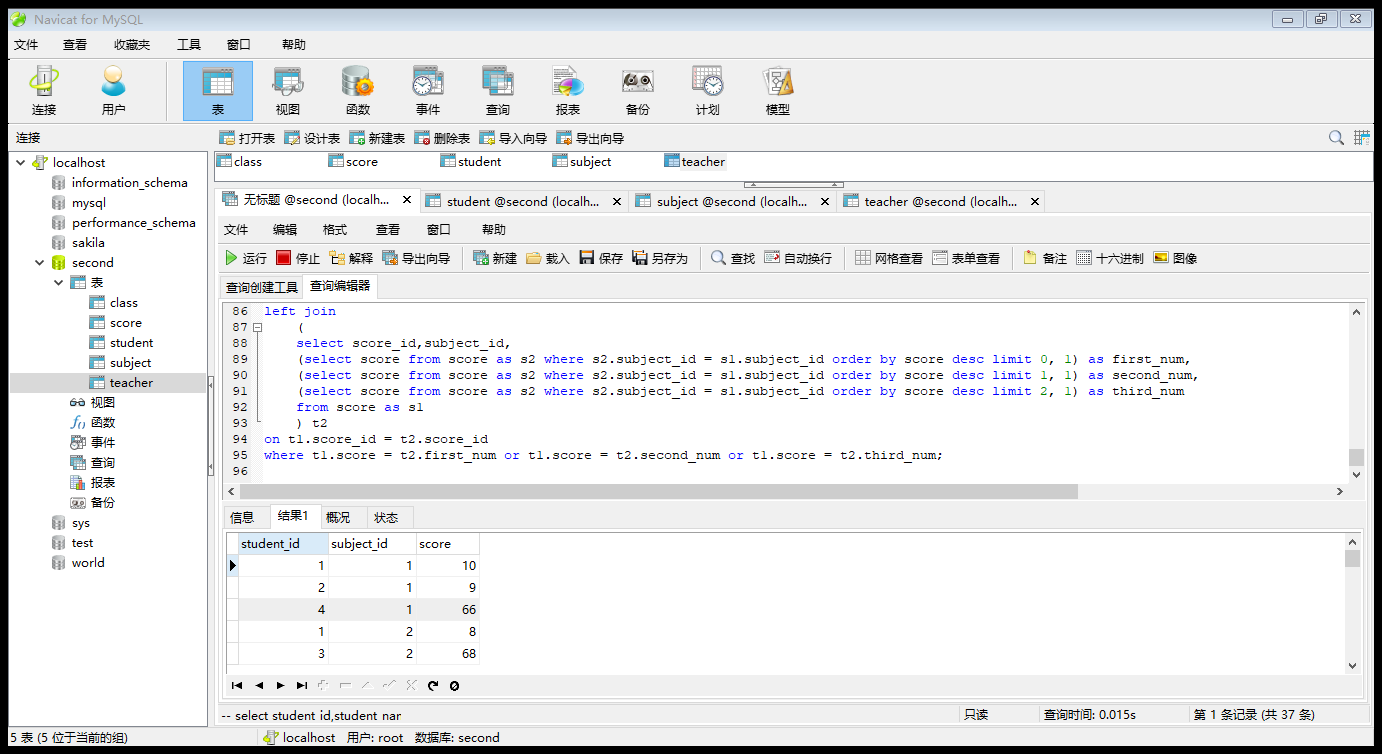 Navicat for MySQL
文件 查看 收藏夹 工具 窗口 帮助
连接 用户 表 视图 函数 事件 查询 报表 备份 计划 模型
连接
打开表 设计表 新建表 删除表 导入向导 导出向导
localhost
information_schema
mysql
performance_schema
sakila
second
表
class
score
student
subject
teacher
视图
函数
事件
查询
报表
备份
sys
test
world
class score student subject teacher
无标题 @second (localh... student @second (localh... subject @second (localh... teacher @second (localh...
文件 编辑 格式 查看 窗口 帮助
运行 停止 解释 导出向导 新建 载入 保存 另存为 查找 自动换行 网格查看 表单查看 备注 十六进制 图像
查询创建工具 查询编辑器
86 left join
87 (
88 select score_id,subject_id,
89 (select score from score as s2 where s2.subject_id = s1.subject_id order by score desc limit 0, 1) as first_num,
90 (select score from score as s2 where s2.subject_id = s1.subject_id order by score desc limit 1, 1) as second_num,
91 (select score from score as s2 where s2.subject_id = s1.subject_id order by score desc limit 2, 1) as third_num
92 from score as s1
93 ) t2
94 on t1.score_id = t2.score_id
95 where t1.score = t2.first_num or t1.score = t2.second_num or t1.score = t2.third_num;
96
信息 结果1 概况 状态
student_id subject_id score
1 1 10
2 1 9
4 1 66
1 2 8
3 2 68
-- select student id,student nar 只读 查询时间: 0.015s 第 1 条记录 (共 37 条)
5 表 (5 位于当前的组) localhost 用户: root 数据库: second